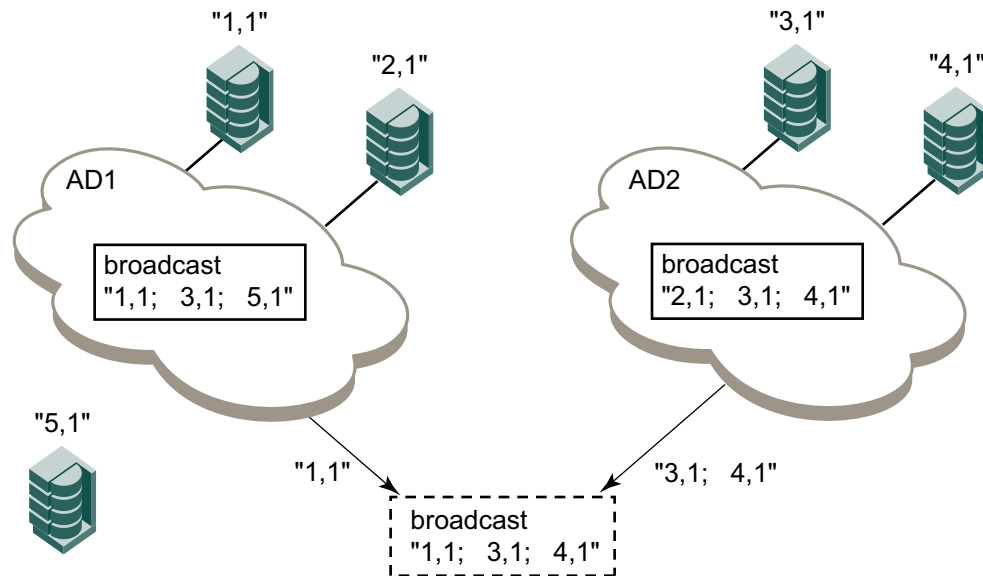 "1,1"
"2,1"
"3,1"
"4,1"
AD1
broadcast
"1,1; 3,1; 5,1"
AD2
broadcast
"2,1; 3,1; 4,1"
"5,1"
"1,1"
"3,1; 4,1"
broadcast
"1,1; 3,1; 4,1"